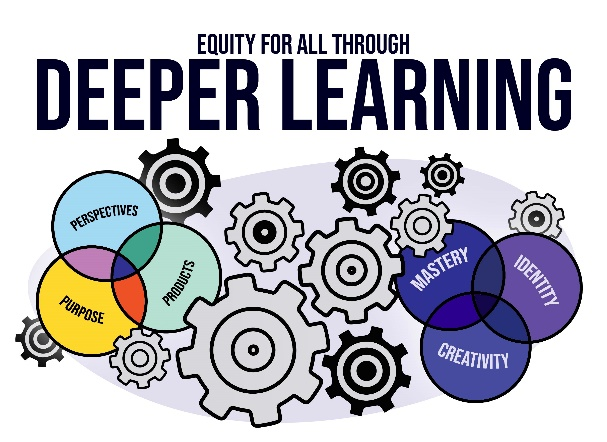 EQUITY FOR ALL THROUGH
DEEPER LEARNING
PERSPECTIVES
PURPOSE
PRODUCTS
MASTERY
IDENTITY
CREATIVITY